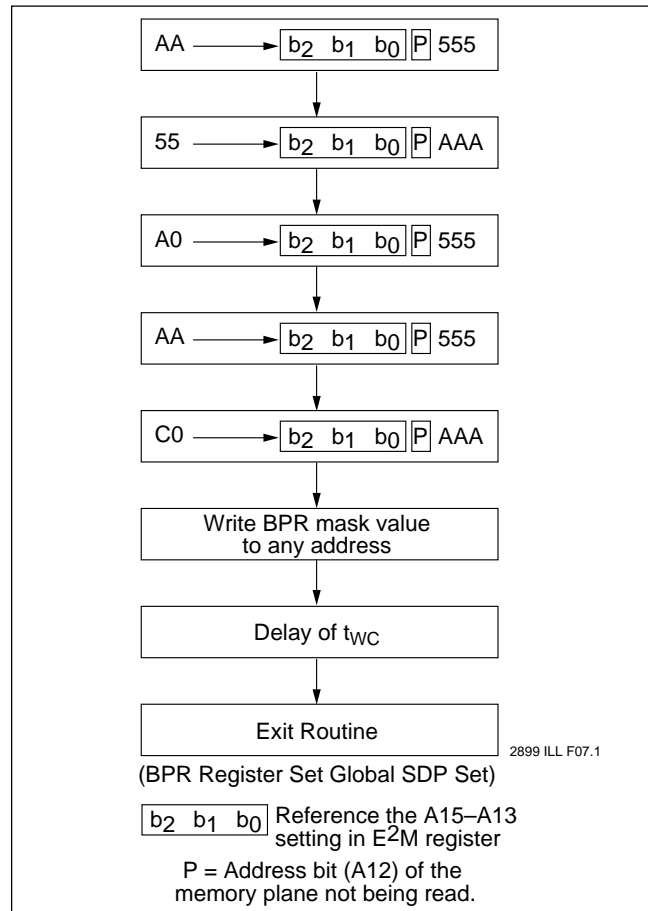 AA b2 b1 b0 P 555
55 b2 b1 b0 P AAA
A0 b2 b1 b0 P 555
AA b2 b1 b0 P 555
C0 b2 b1 b0 P AAA
Write BPR mask value
to any address
Delay of tWC
Exit Routine
2899 ILL F07.1
(BPR Register Set Global SDP Set)
b2 b1 b0 Reference the A15–A13
setting in E2M register
P = Address bit (A12) of the
memory plane not being read.